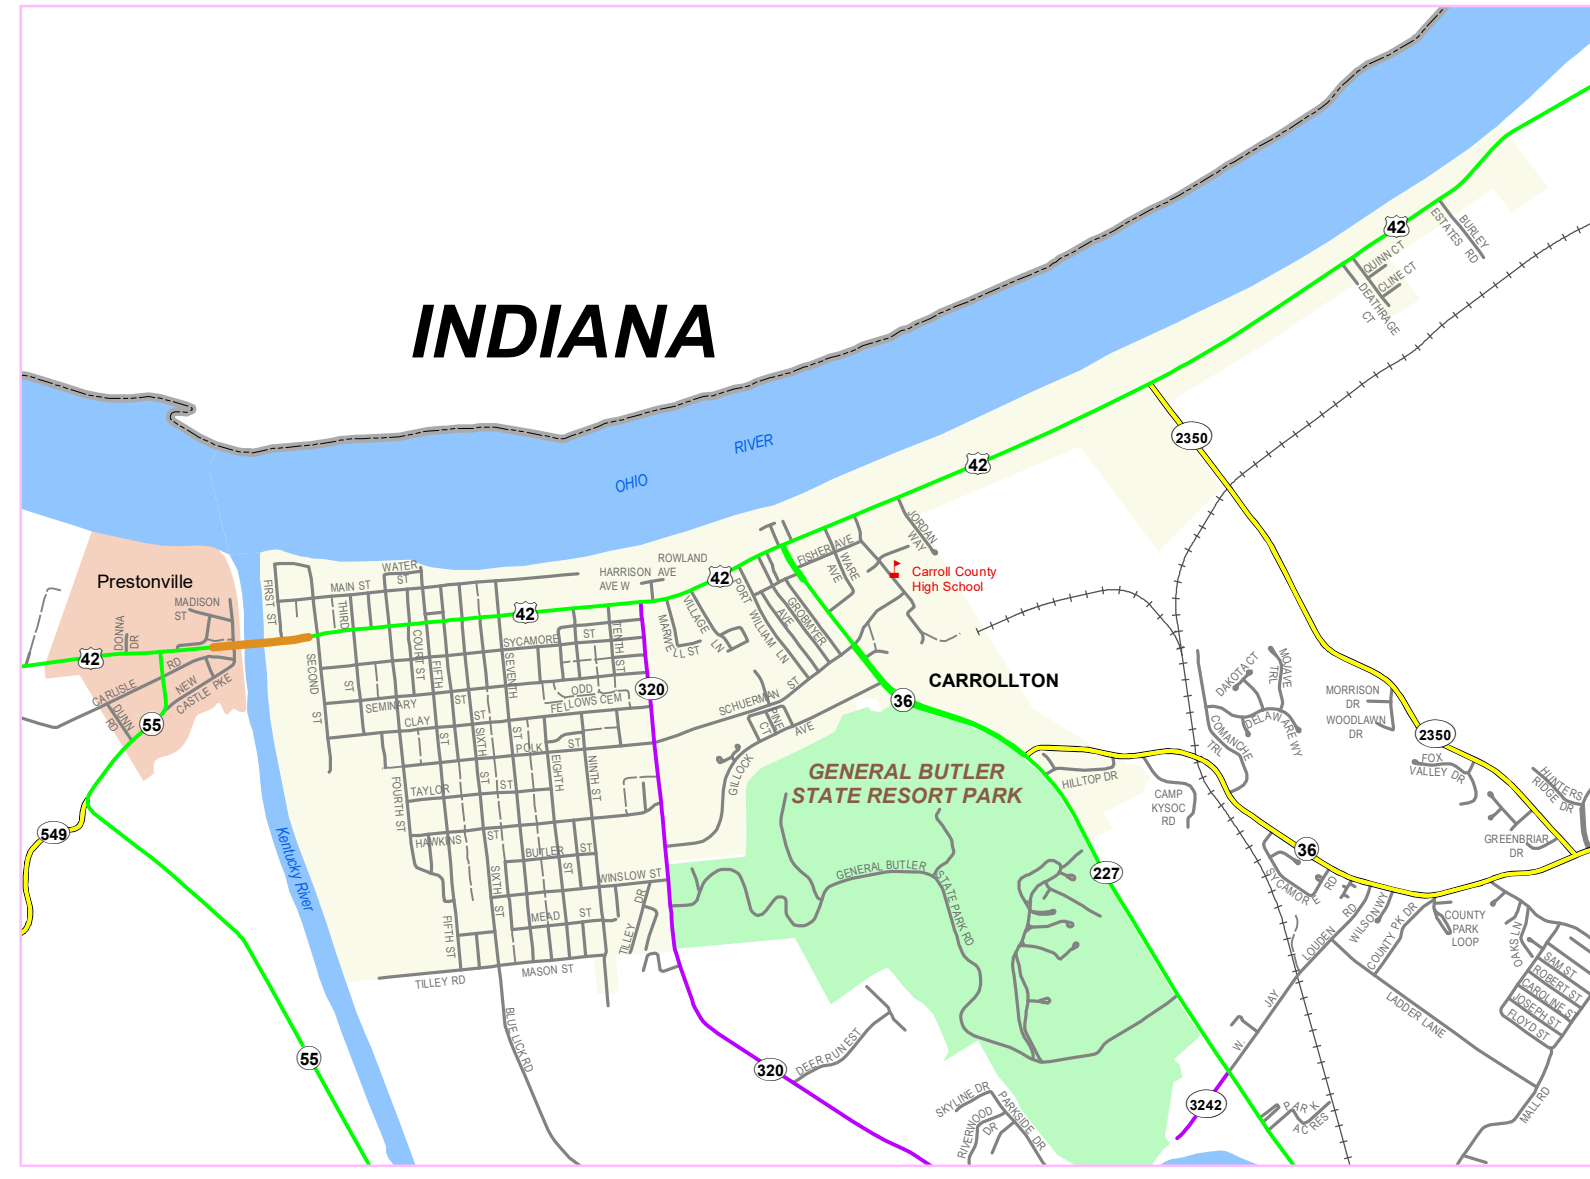 INDIANA
OHIO
RIVER
Kentucky River
Prestonville
CARROLLTON
GENERAL BUTLER
STATE RESORT PARK
Carroll County
High School
42
42
42
42
42
2350
2350
36
36
320
320
55
55
549
227
3242
BURLEY
ESTATES RD
QUINN CT
CLINE CT
DEATHRAGE
CT
JORDAN
WAY
FISHER AVE
WARE
AVE
GROBMYER
AVE
PORT
WILLIAM LN
ROWLAND
AVE
HARRISON
AVE W
VILLAGE
LN
MARWE
LL ST
WATER
ST
MAIN ST
FIRST ST
SECOND
ST
THIRD
ST
COURT ST
FOURTH ST
FIFTH
ST
FIFTH ST
SIXTH
ST
SIXTH ST
SEVENTH
ST
EIGHTH
ST
NINTH ST
TENTH ST
SYCAMORE
ST
ODD
FELLOWS CEM
SEMINARY
ST
CLAY
ST
POLK
ST
TAYLOR
ST
HAWKINS
ST
BUTLER ST
WINSLOW ST
MEAD ST
MASON ST
TILLEY RD
TILLEY
DR
BLUE LICK RD
MADISON
ST
DONNA
DR
CARLISLE
RD
NEW
CASTLE PKE
DUNN
RD
SCHUERMAN
ST
PINE
CT
GILLOCK
AVE
GENERAL BUTLER
STATE PARK RD
DEER RUN EST
SKYLINE DR
RIVERWOOD
DR
PARKSIDE DR
HILLTOP DR
CAMP
KYSOC
RD
DAKOTA CT
MOJAVE
TRL
DELAWARE WY
COMANCHE
TRL
MORRISON
DR
WOODLAWN
DR
FOX
VALLEY DR
HUNTERS
RIDGE DR
GREENBRIAR
DR
SYCAMORE
RD
LOUDEN
RD
W. JAY
WILSON WY
COUNTY PK DR
COUNTY
PARK
LOOP
OAKS LN
SAM ST
ROBERT ST
CAROLINE ST
JOSEPH ST
FLOYD ST
LADDER LANE
MALL RD
PARK
ACRES